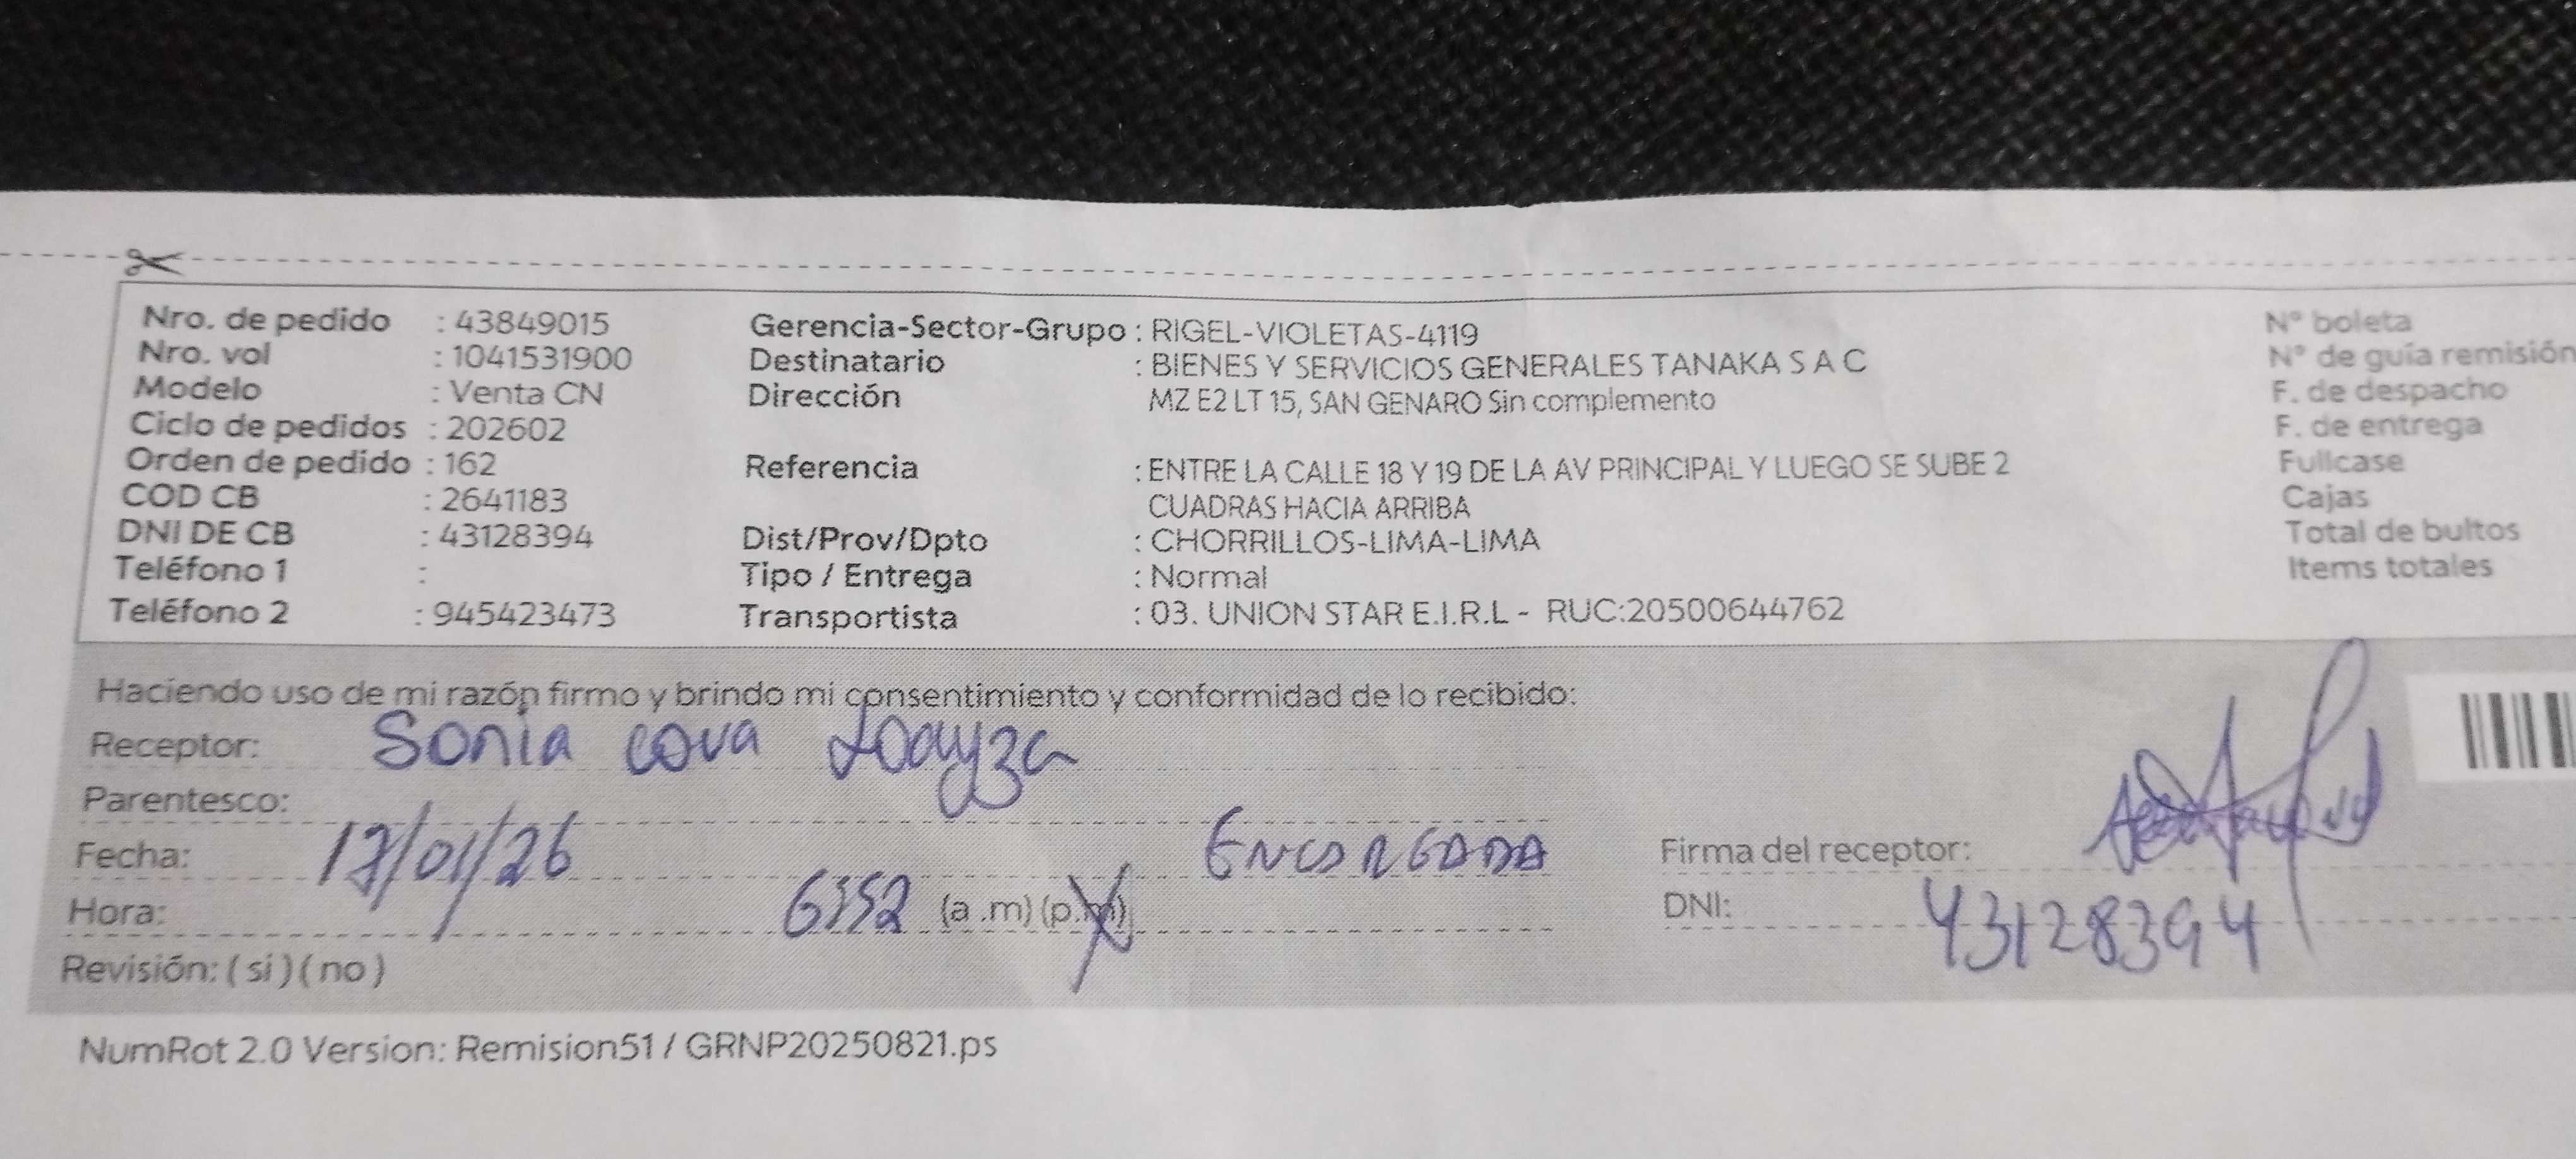 Nro. de pedido : 43849015
Nro. vol : 1041531900
Modelo : Venta CN
Ciclo de pedidos : 202602
Orden de pedido : 162
COD CB : 2641183
DNI DE CB : 43128394
Teléfono 1 :
Teléfono 2 : 945423473
Gerencia-Sector-Grupo : RIGEL-VIOLETAS-4119
Destinatario : BIENES Y SERVICIOS GENERALES TANAKA S A C
Dirección MZ E2 LT 15, SAN GENARO Sin complemento
Referencia : ENTRE LA CALLE 18 Y 19 DE LA AV PRINCIPAL Y LUEGO SE SUBE 2
CUADRAS HACIA ARRIBA
Dist/Prov/Dpto : CHORRILLOS-LIMA-LIMA
Tipo / Entrega : Normal
Transportista : 03. UNION STAR E.I.R.L - RUC:20500644762
N° boleta
N° de guía remisión
F. de despacho
F. de entrega
Fullcase
Cajas
Total de bultos
Items totales
Haciendo uso de mi razón firmo y brindo mi consentimiento y conformidad de lo recibido:
Receptor: Sonia cova Loayza
Parentesco:
Fecha: 17/01/26 ENCARGADA
Hora: 6:52 (a .m) (p.m)
Revisión: ( si ) ( no )
Firma del receptor:
DNI: 43128394
NumRot 2.0 Version: Remision51 / GRNP20250821.ps